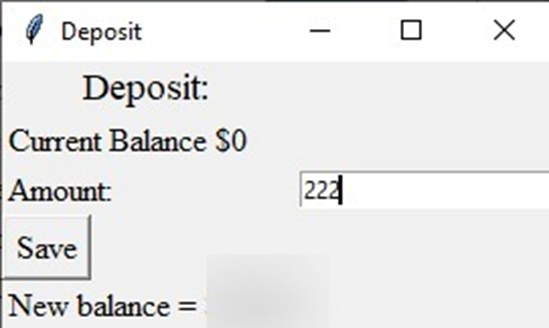 Deposit
Deposit:
Current Balance $0
Amount: 222
Save
New balance =